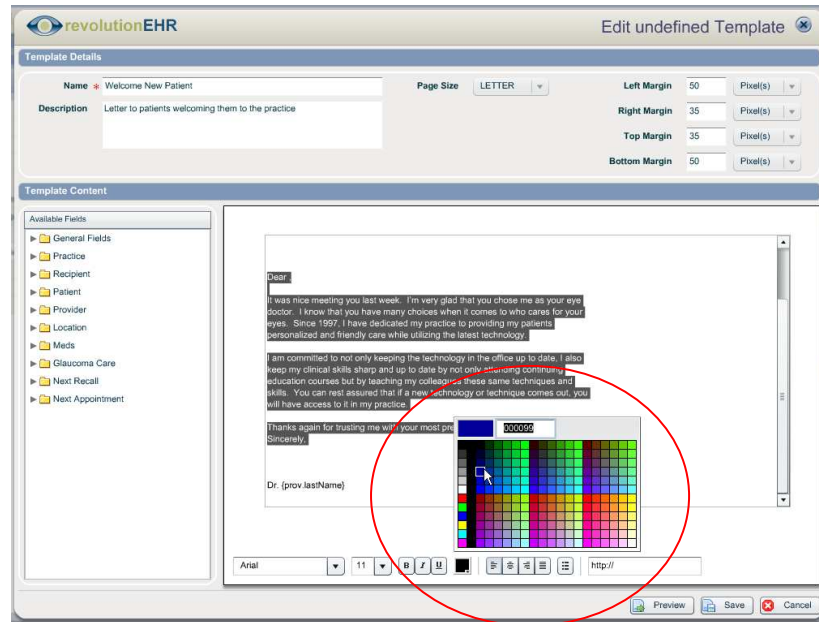 revolutionEHR
Edit undefined Template
Template Details
Name * Welcome New Patient
Page Size LETTER
Left Margin 50 Pixel(s)
Description Letter to patients welcoming them to the practice
Right Margin 35 Pixel(s)
Top Margin 35 Pixel(s)
Bottom Margin 50 Pixel(s)
Template Content
Available Fields
General Fields
Practice
Recipient
Patient
Provider
Location
Meds
Glaucoma Care
Next Recall
Next Appointment
Dear ,
It was nice meeting you last week. I'm very glad that you chose me as your eye
doctor. I know that you have many choices when it comes to who cares for your
eyes. Since 1997, I have dedicated my practice to providing my patients
personalized and friendly care while utilizing the latest technology.
I am committed to not only keeping the technology in the office up to date, I also
keep my clinical skills sharp and up to date by not only attending continuing
education courses but by teaching my colleagues these same techniques and
skills. You can rest assured that if a new technology or technique comes out, you
will have access to it in my practice.
Thanks again for trusting me with your most pre
Sincerely,
Dr. {prov.lastName}
000099
Arial 11 B I U http://
Preview Save Cancel